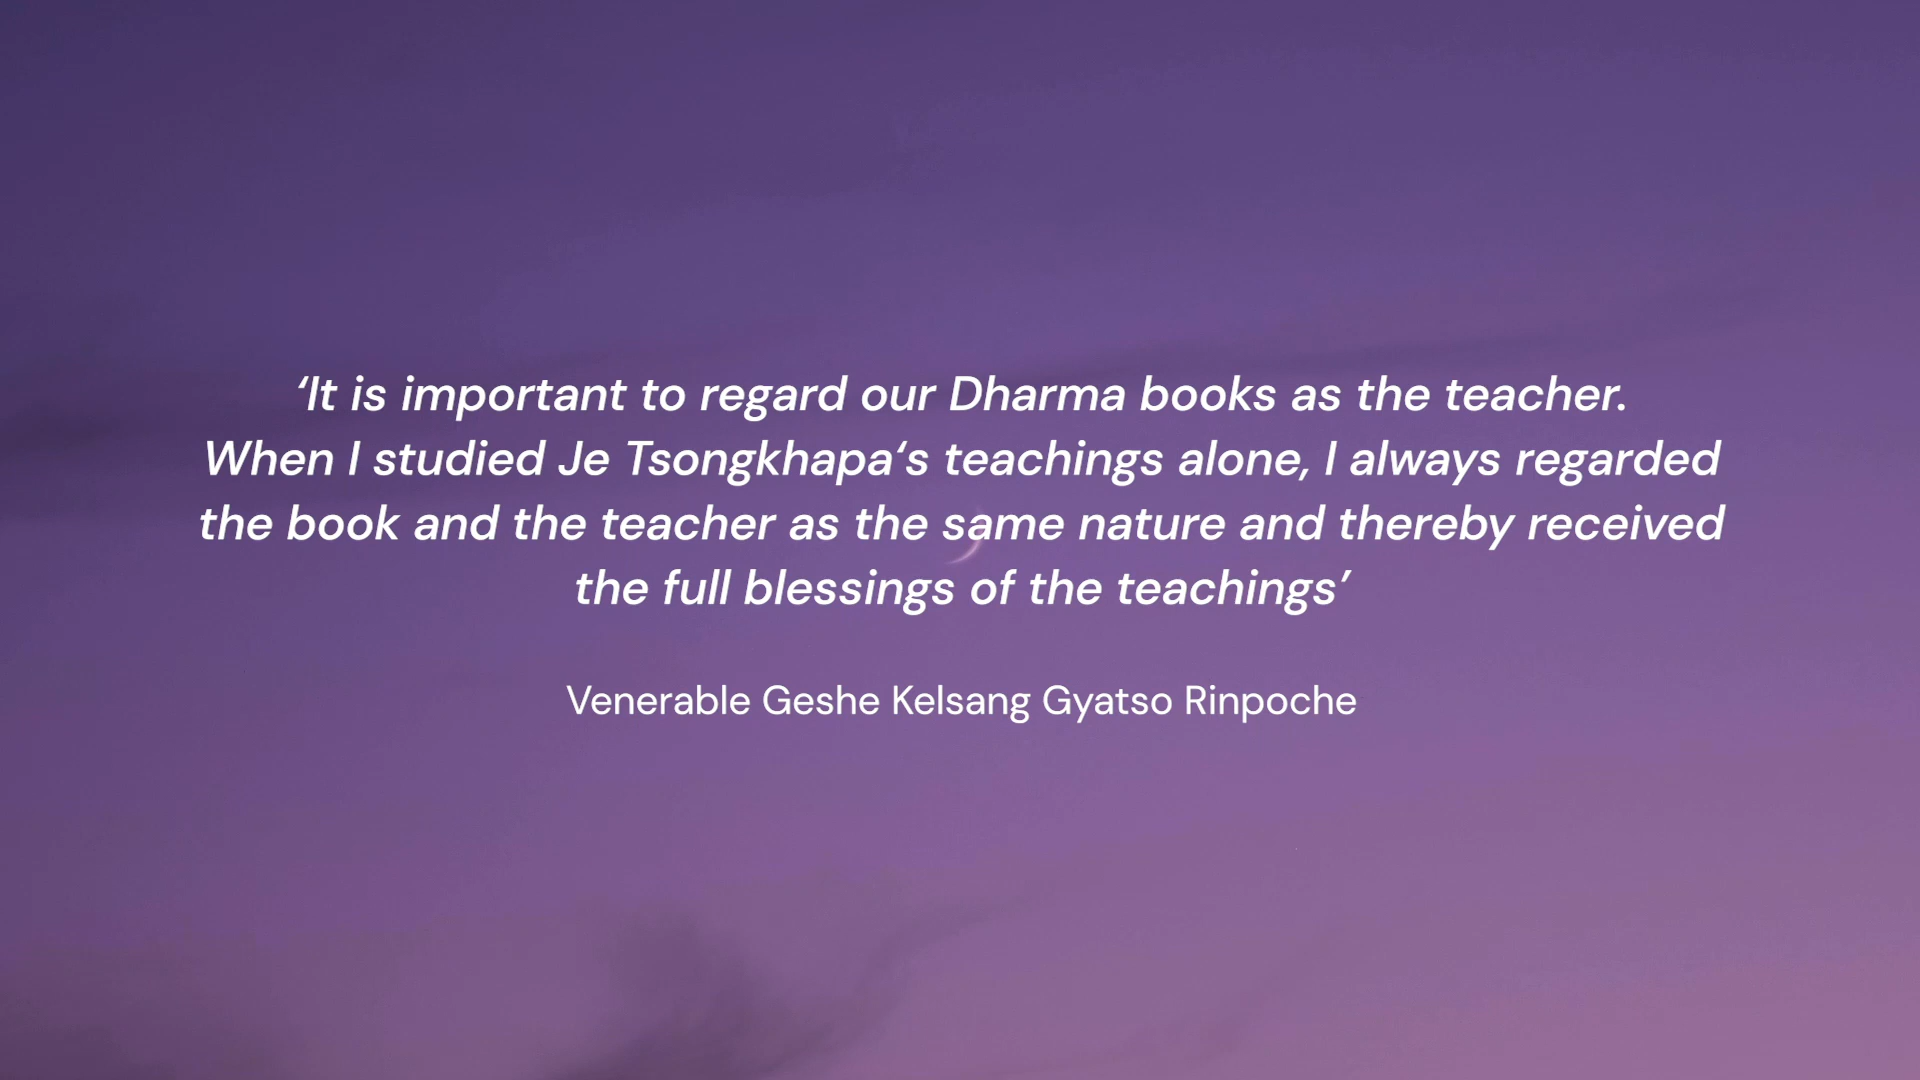 ‘It is important to regard our Dharma books as the teacher.
When I studied Je Tsongkhapa‘s teachings alone, I always regarded
the book and the teacher as the same nature and thereby received
the full blessings of the teachings’
Venerable Geshe Kelsang Gyatso Rinpoche